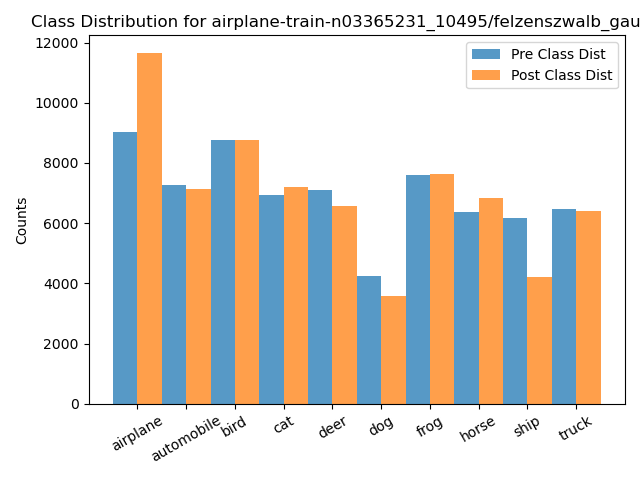 Class Distribution for airplane-train-n03365231_10495/felzenszwalb_gau
Pre Class Dist
Post Class Dist
Counts
12000
10000
8000
6000
4000
2000
0
airplane
automobile
bird
cat
deer
dog
frog
horse
ship
truck